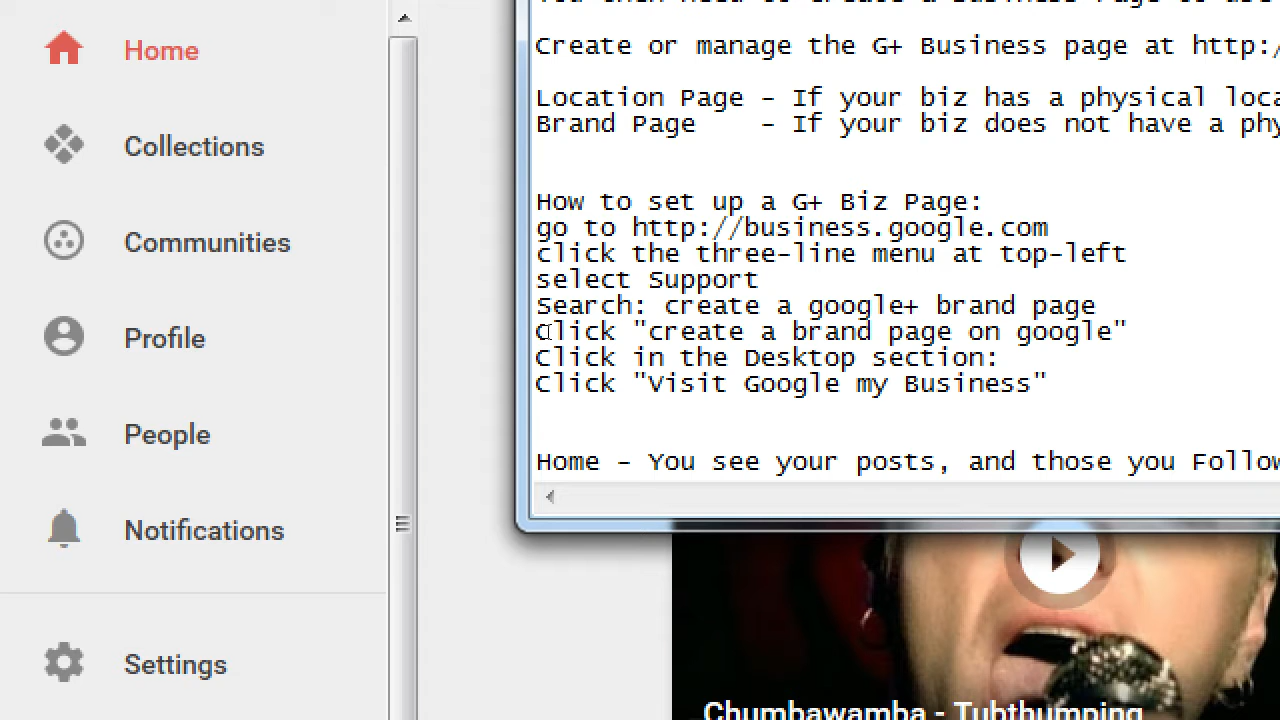 Home
Collections
Communities
Profile
People
Notifications
Settings
Create or manage the G+ Business page at http:/
Location Page - If your biz has a physical loca
Brand Page    - If your biz does not have a phy
How to set up a G+ Biz Page:
go to http://business.google.com
click the three-line menu at top-left
select Support
Search: create a google+ brand page
Click "create a brand page on google"
Click in the Desktop section:
Click "Visit Google my Business"
Home - You see your posts, and those you Follow
Chumbawamba - Tubthumping